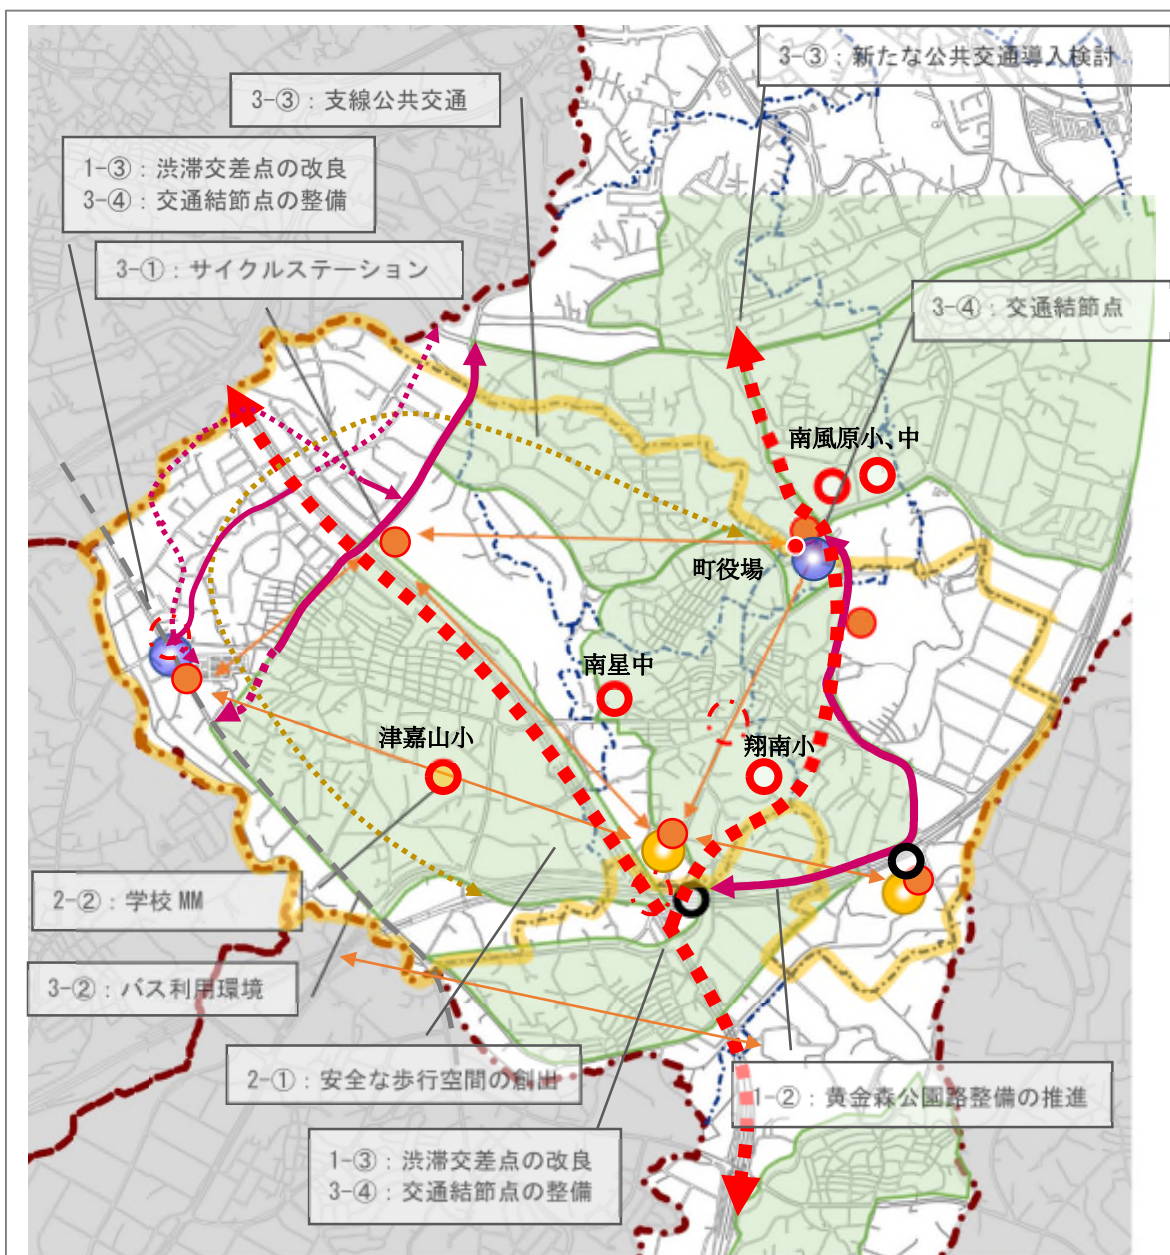 3-③：新たな公共交通導入検討
3-③：支線公共交通
1-③：渋滞交差点の改良
3-④：交通結節点の整備
3-①：サイクルステーション
3-④：交通結節点
南風原小、中
町役場
南星中
津嘉山小
翔南小
2-②：学校 MM
3-②：バス利用環境
2-①：安全な歩行空間の創出
1-②：黄金森公園路整備の推進
1-③：渋滞交差点の改良
3-④：交通結節点の整備